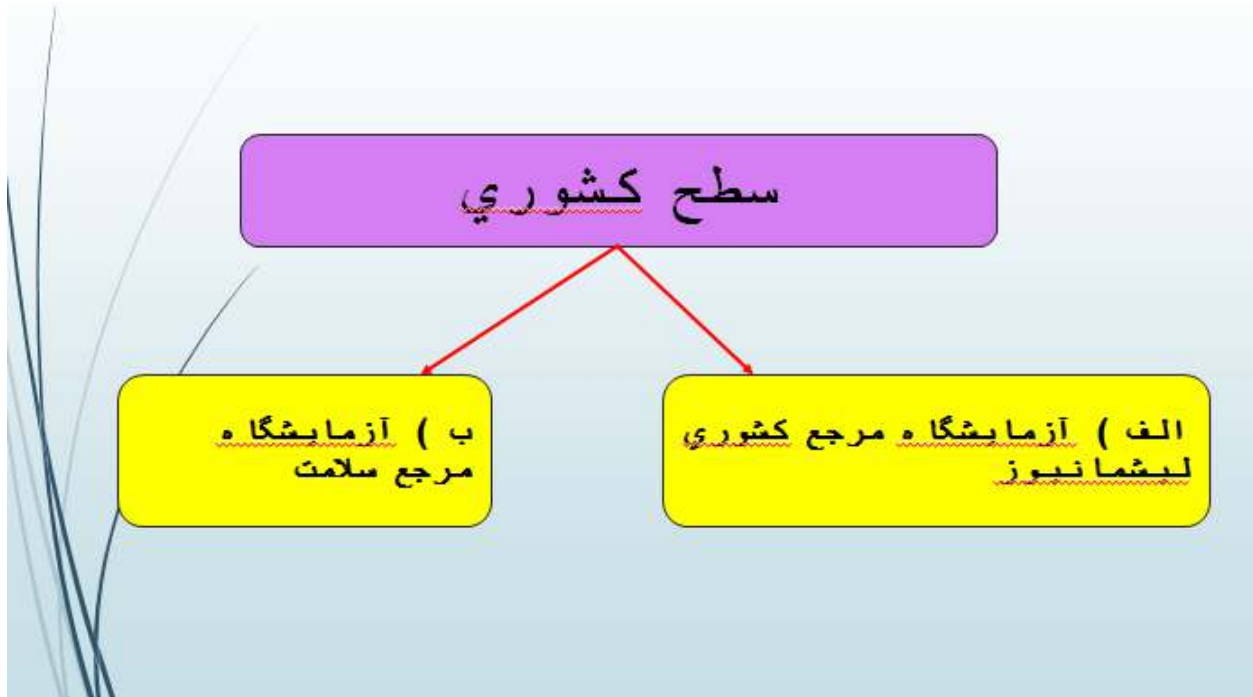 سطح کشوري
الف ) آزمايشگاه مرجع کشوري
ليشمانيوز
ب ) آزمايشگاه
مرجع سلامت